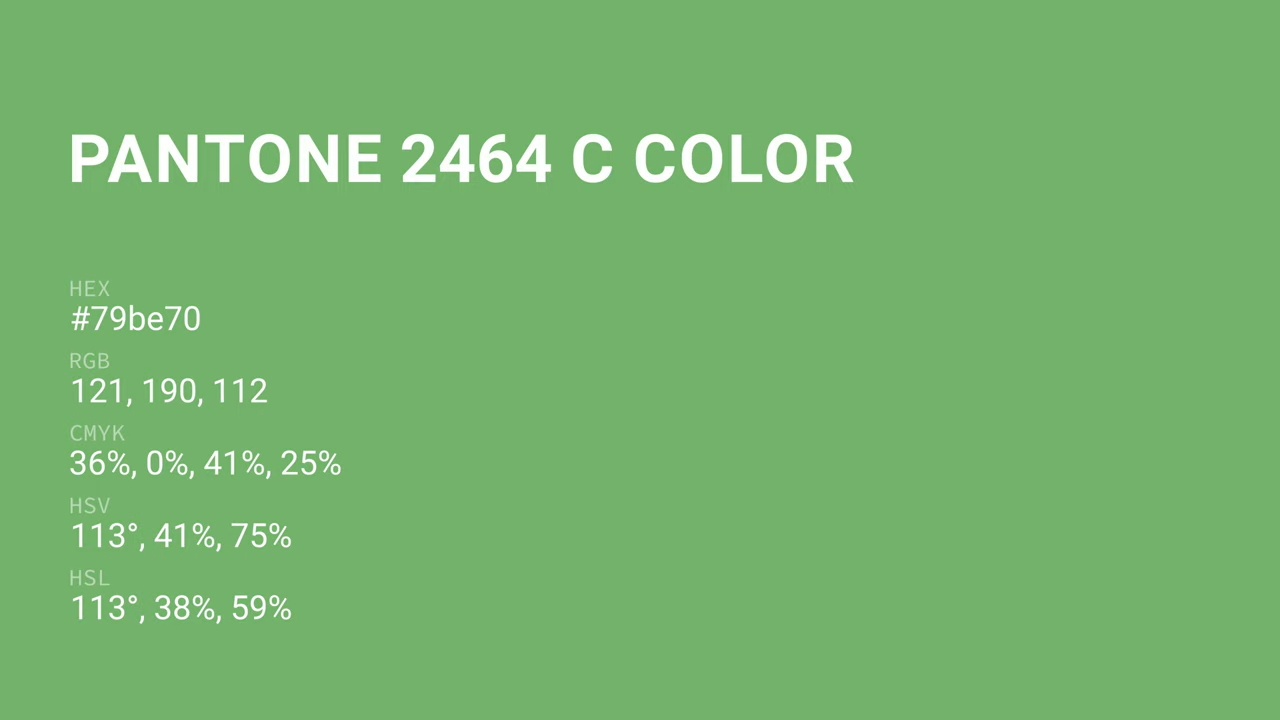 PANTONE 2464 C COLOR
HEX
#79be70
RGB
121, 190, 112
CMYK
36%, 0%, 41%, 25%
HSV
113°, 41%, 75%
HSL
113°, 38%, 59%